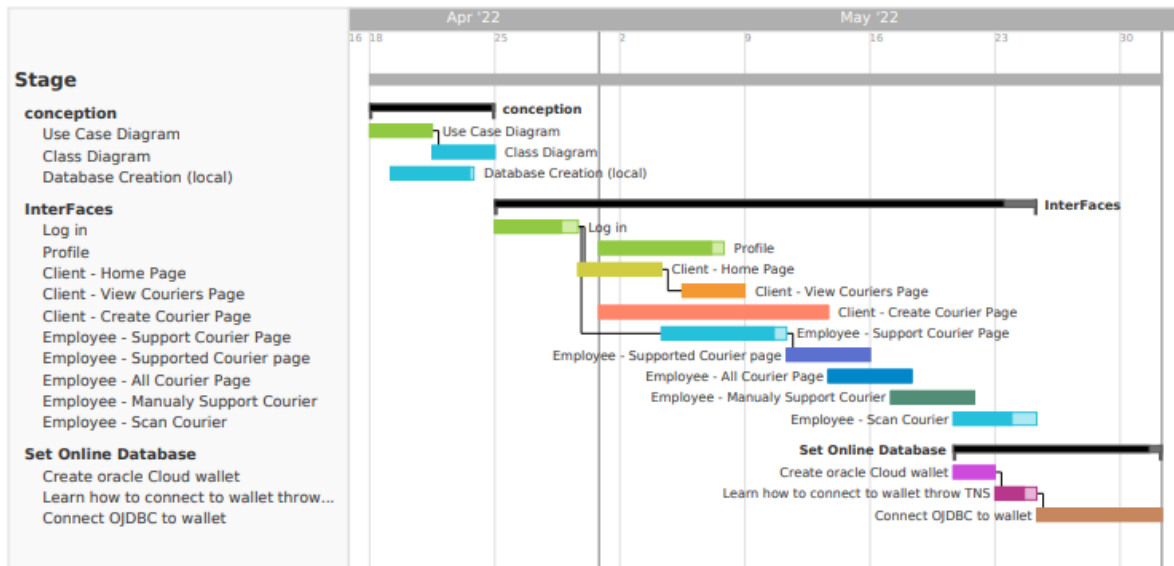 Apr '22 May '22
16 18 25 2 9 16 23 30
Stage
conception conception
Use Case Diagram Use Case Diagram
Class Diagram Class Diagram
Database Creation (local) Database Creation (local)
InterFaces InterFaces
Log in Log in
Profile Profile
Client - Home Page Client - Home Page
Client - View Couriers Page Client - View Couriers Page
Client - Create Courier Page Client - Create Courier Page
Employee - Support Courier Page Employee - Support Courier Page
Employee - Supported Courier page Employee - Supported Courier page
Employee - All Courier Page Employee - All Courier Page
Employee - Manualy Support Courier Employee - Manualy Support Courier
Employee - Scan Courier Employee - Scan Courier
Set Online Database Set Online Database
Create oracle Cloud wallet Create oracle Cloud wallet
Learn how to connect to wallet throw... Learn how to connect to wallet throw TNS
Connect OJDBC to wallet Connect OJDBC to wallet